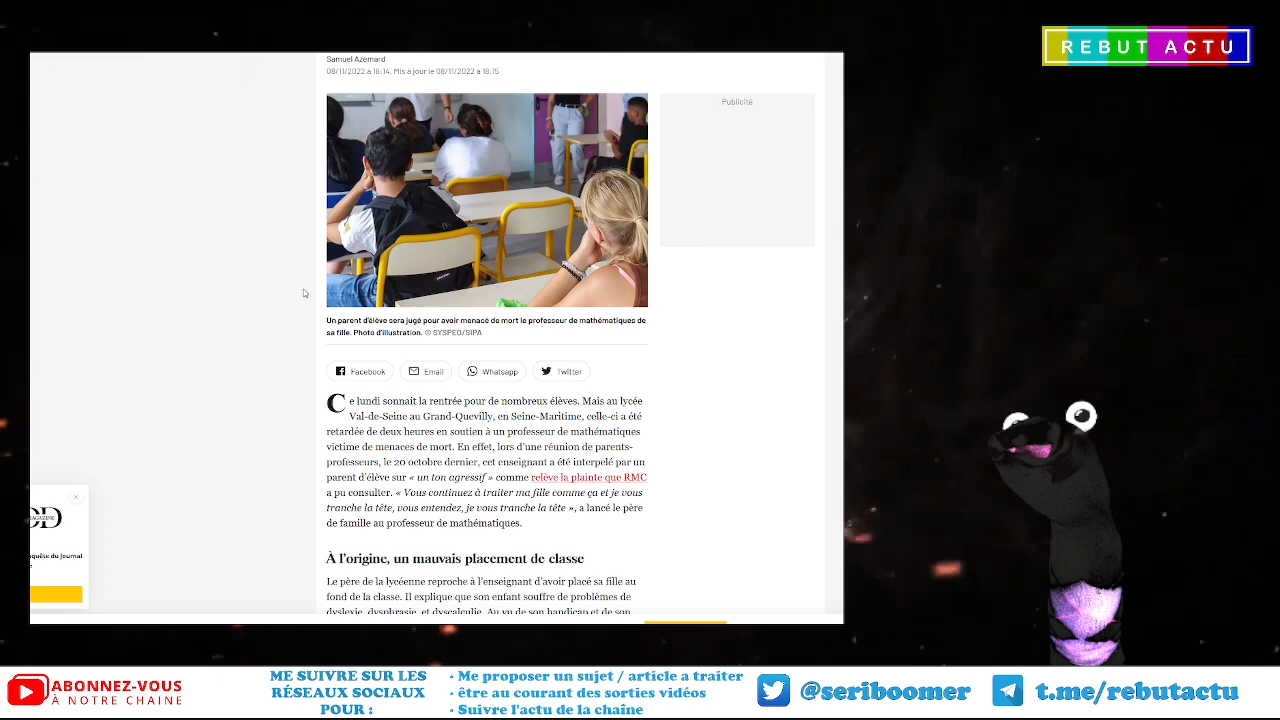 REBUT ACTU
Samuel Azemard
08/11/2022 à 18:14, Mis à jour le 08/11/2022 à 18:15
Publicité
Un parent d'élève sera jugé pour avoir menacé de mort le professeur de mathématiques de
sa fille. Photo d'illustration. © SYSPEO/SIPA
Facebook Email Whatsapp Twitter
Ce lundi sonnait la rentrée pour de nombreux élèves. Mais au lycée
Val-de-Seine au Grand-Quevilly, en Seine-Maritime, celle-ci a été
retardée de deux heures en soutien à un professeur de mathématiques
victime de menaces de mort. En effet, lors d'une réunion de parents-
professeurs, le 20 octobre dernier, cet enseignant a été interpelé par un
parent d'élève sur « un ton agressif » comme relève la plainte que RMC
a pu consulter. « Vous continuez à traiter ma fille comme ça et je vous
tranche la tête, vous entendez, je vous tranche la tête », a lancé le père
de famille au professeur de mathématiques.
À l'origine, un mauvais placement de classe
Le père de la lycéenne reproche à l'enseignant d'avoir placé sa fille au
fond de la classe. Il explique que son enfant souffre de problèmes de
dyslexie, dysphrasie, et dyscalculie. Au vu de son handicap et de son
MAGAZINE
quête du Journal
ABONNEZ-VOUS
À NOTRE CHAINE
ME SUIVRE SUR LES
RÉSEAUX SOCIAUX
POUR :
- Me proposer un sujet / article a traiter
- être au courant des sorties vidéos
- Suivre l'actu de la chaîne
@seriboomer
t.me/rebutactu